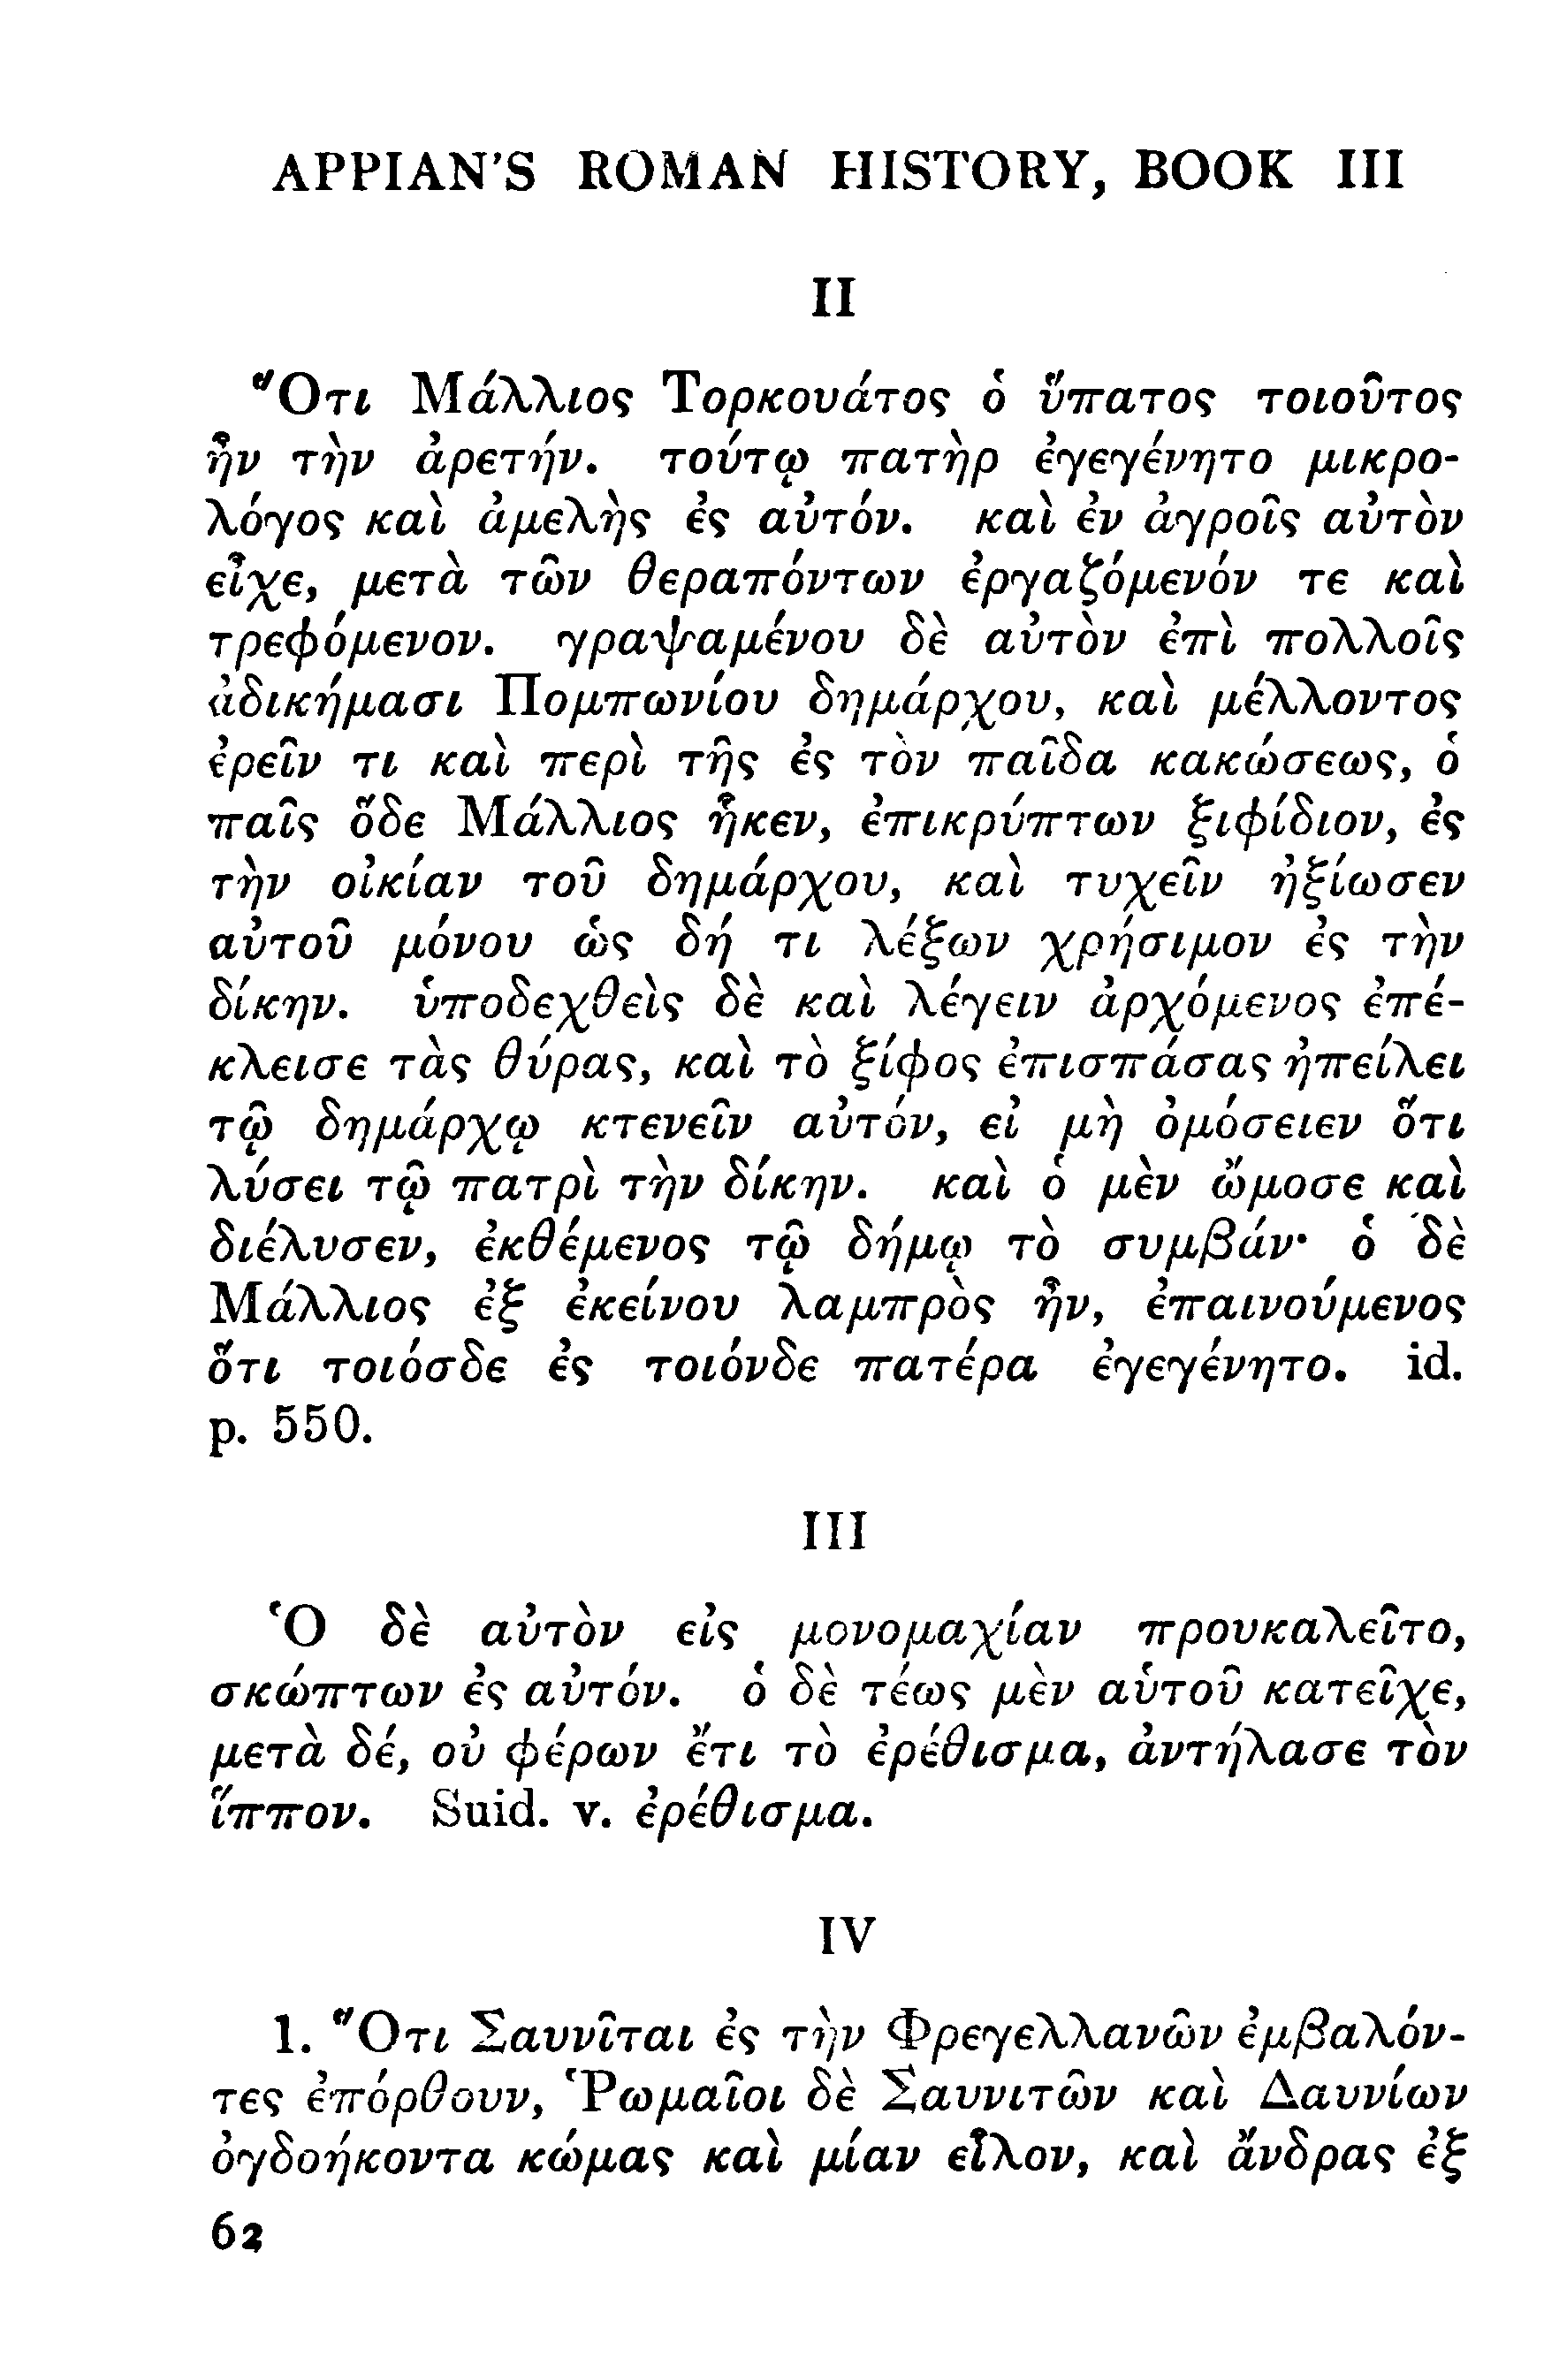 APPIAN'S ROMAN HISTORY, BOOK III
II
Ὅτι Μάλλιος Τορκουάτος ὁ ὕπατος τοιοῦτος
ἦν τὴν ἀρετήν. τούτῳ πατὴρ ἐγεγένητο μικρο-
λόγος καὶ ἀμελὴς ἐς αὐτόν. καὶ ἐν ἀγροῖς αὐτὸν
εἶχε, μετὰ τῶν θεραπόντων ἐργαζόμενόν τε καὶ
τρεφόμενον. γραψαμένου δὲ αὐτὸν ἐπὶ πολλοῖς
ἀδικήμασι Πομπωνίου δημάρχου, καὶ μέλλοντος
ἐρεῖν τι καὶ περὶ τῆς ἐς τὸν παῖδα κακώσεως, ὁ
παῖς ὅδε Μάλλιος ἧκεν, ἐπικρύπτων ξιφίδιον, ἐς
τὴν οἰκίαν τοῦ δημάρχου, καὶ τυχεῖν ἠξίωσεν
αὐτοῦ μόνου ὡς δή τι λέξων χρήσιμον ἐς τὴν
δίκην. ὑποδεχθεὶς δὲ καὶ λέγειν ἀρχόμενος ἐπέ-
κλεισε τὰς θύρας, καὶ τὸ ξίφος ἐπισπάσας ἠπείλει
τῷ δημάρχῳ κτενεῖν αὐτόν, εἰ μὴ ὀμόσειεν ὅτι
λύσει τῷ πατρὶ τὴν δίκην. καὶ ὁ μὲν ὤμοσε καὶ
διέλυσεν, ἐκθέμενος τῷ δήμῳ τὸ συμβάν· ὁ δὲ
Μάλλιος ἐξ ἐκείνου λαμπρὸς ἦν, ἐπαινούμενος
ὅτι τοιόσδε ἐς τοιόνδε πατέρα ἐγεγένητο. id.
p. 550.
III
Ὁ δὲ αὐτὸν εἰς μονομαχίαν προυκαλεῖτο,
σκώπτων ἐς αὐτόν. ὁ δὲ τέως μὲν αὑτοῦ κατεῖχε,
μετὰ δέ, οὐ φέρων ἔτι τὸ ἐρέθισμα, ἀντήλασε τὸν
ἵππον. Suid. v. ἐρέθισμα.
IV
1. Ὅτι Σαυνῖται ἐς τὴν Φρεγελλανῶν ἐμβαλόν-
τες ἐπόρθουν, Ῥωμαῖοι δὲ Σαυνιτῶν καὶ Δαυνίων
ὀγδοήκοντα κώμας καὶ μίαν εἷλον, καὶ ἄνδρας ἐξ
62